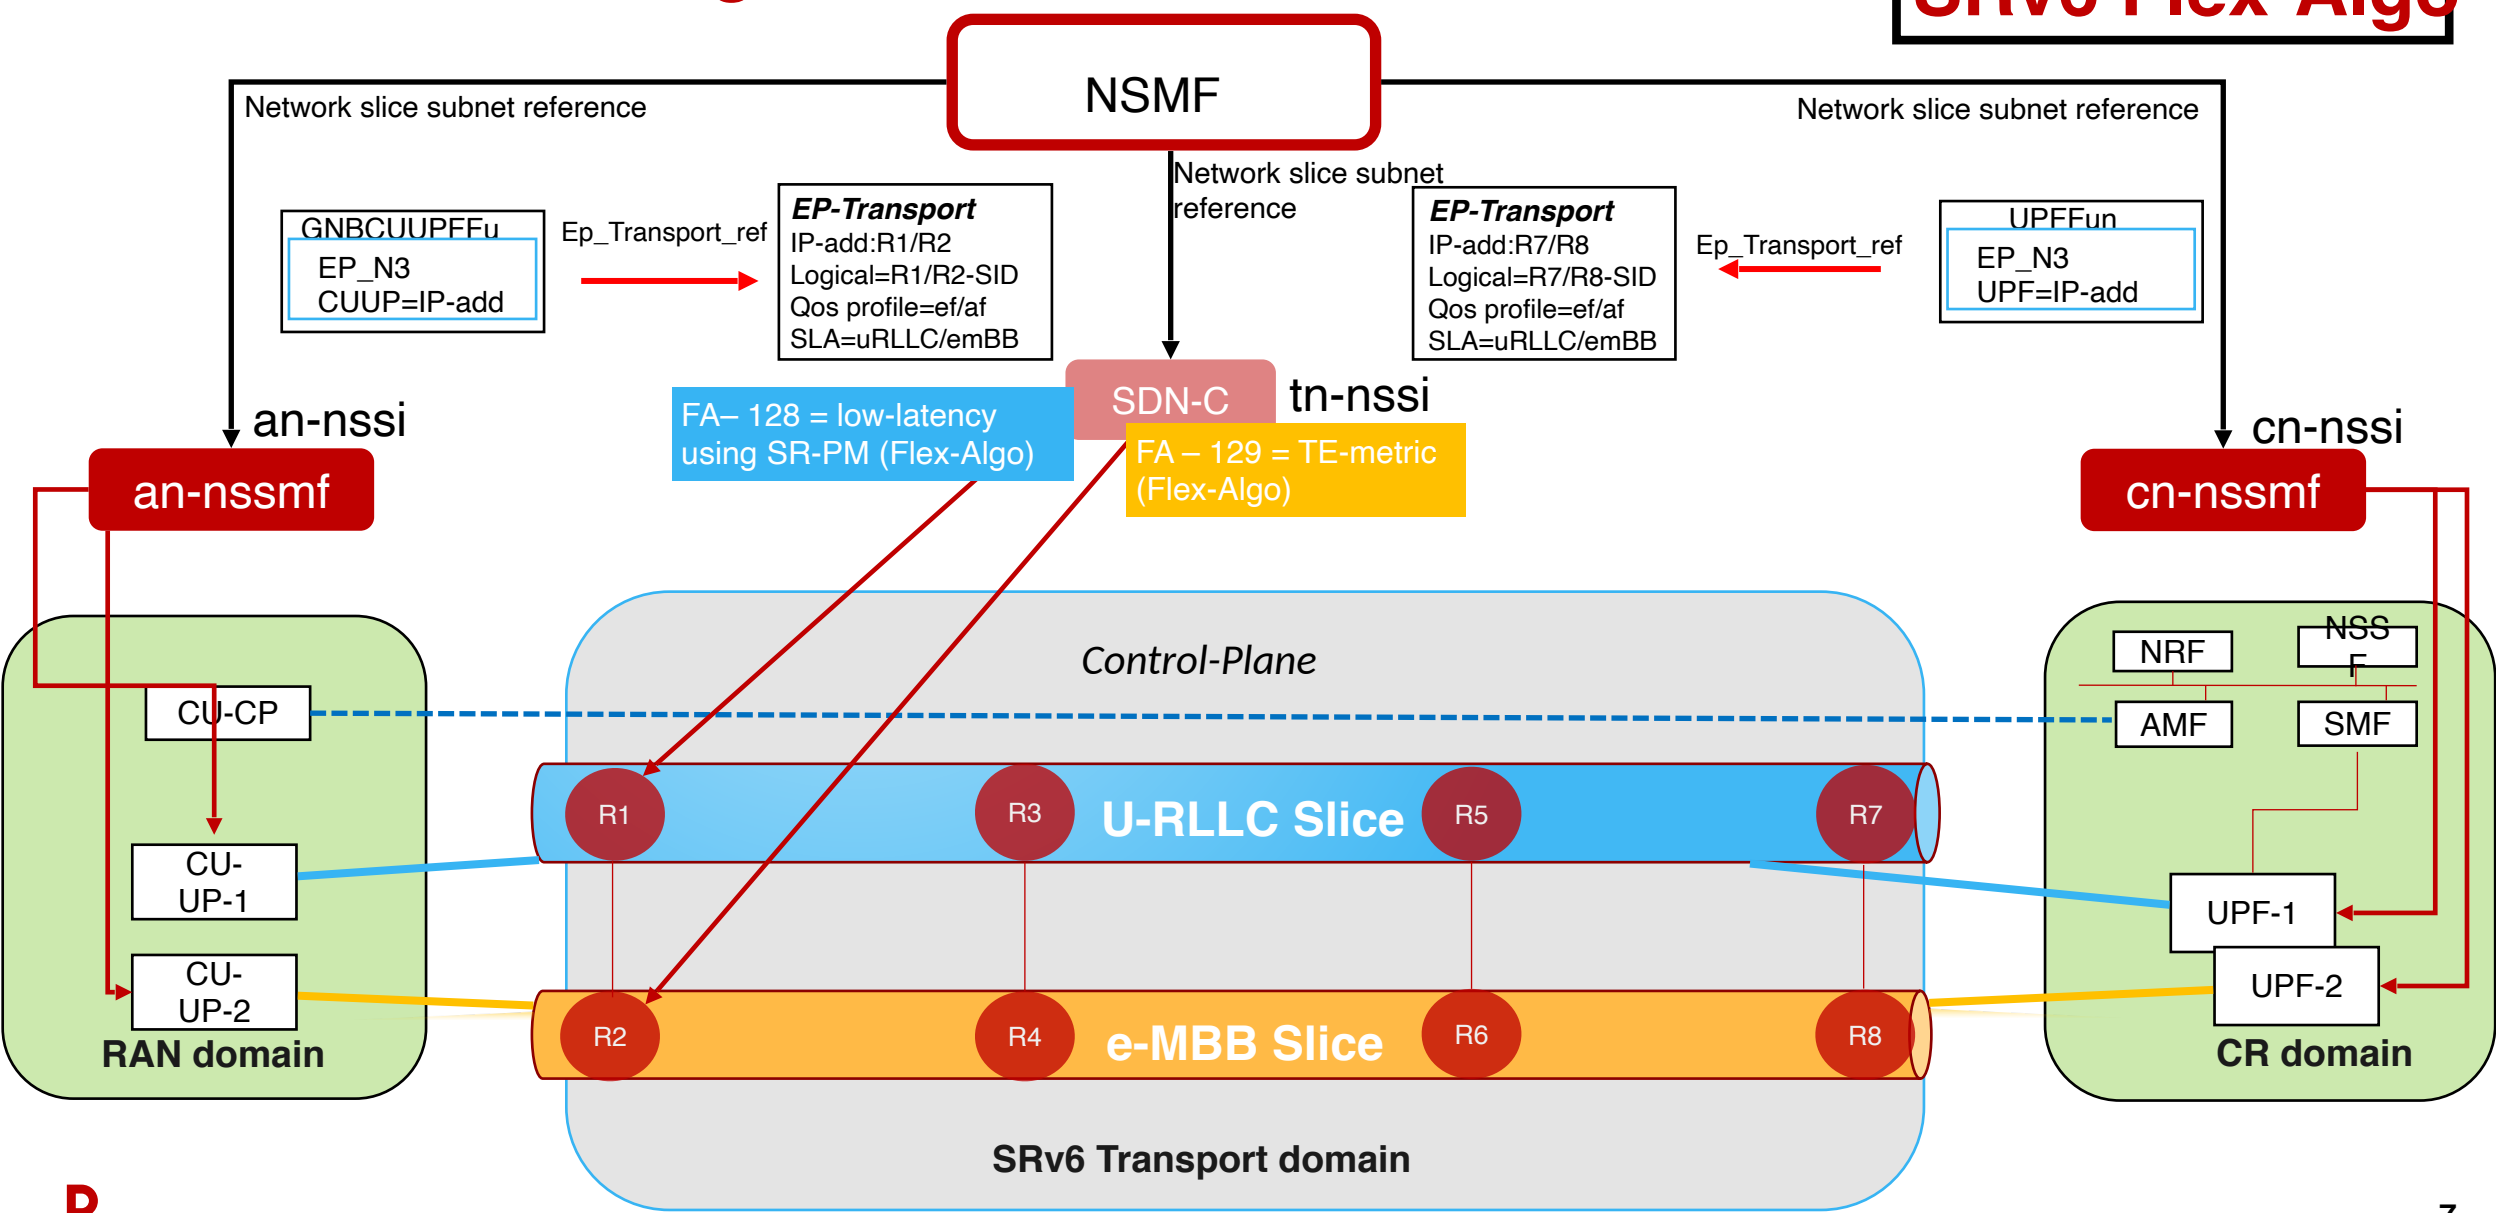 SRv6 Flex-Algo
NSMF
Network slice subnet reference
Network slice subnet reference
Network slice subnet
reference
GNBCUUPFFu
EP_N3
CUUP=IP-add
Ep_Transport_ref
EP-Transport
IP-add:R1/R2
Logical=R1/R2-SID
Qos profile=ef/af
SLA=uRLLC/emBB
EP-Transport
IP-add:R7/R8
Logical=R7/R8-SID
Qos profile=ef/af
SLA=uRLLC/emBB
Ep_Transport_ref
UPFFun
EP_N3
UPF=IP-add
an-nssi
SDN-C
tn-nssi
cn-nssi
FA– 128 = low-latency
using SR-PM (Flex-Algo)
FA – 129 = TE-metric
(Flex-Algo)
an-nssmf
cn-nssmf
Control-Plane
NRF
NSS
F
CU-CP
AMF
SMF
R1
R3
U-RLLC Slice
R5
R7
CU-
UP-1
UPF-1
CU-
UP-2
UPF-2
R2
R4
e-MBB Slice
R6
R8
RAN domain
CR domain
SRv6 Transport domain